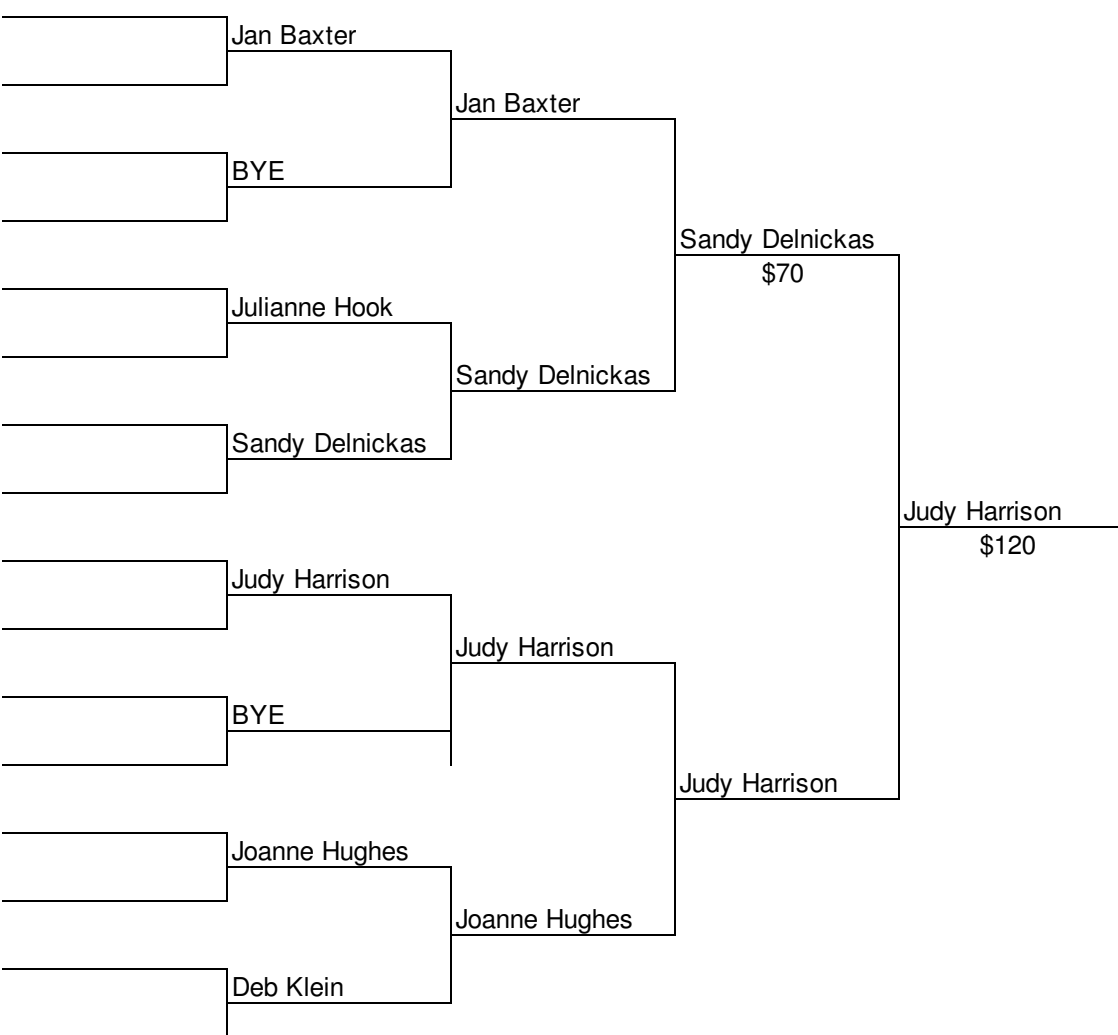 Jan Baxter
Jan Baxter
BYE
Sandy Delnickas
$70
Julianne Hook
Sandy Delnickas
Sandy Delnickas
Judy Harrison
$120
Judy Harrison
Judy Harrison
BYE
Judy Harrison
Joanne Hughes
Joanne Hughes
Deb Klein